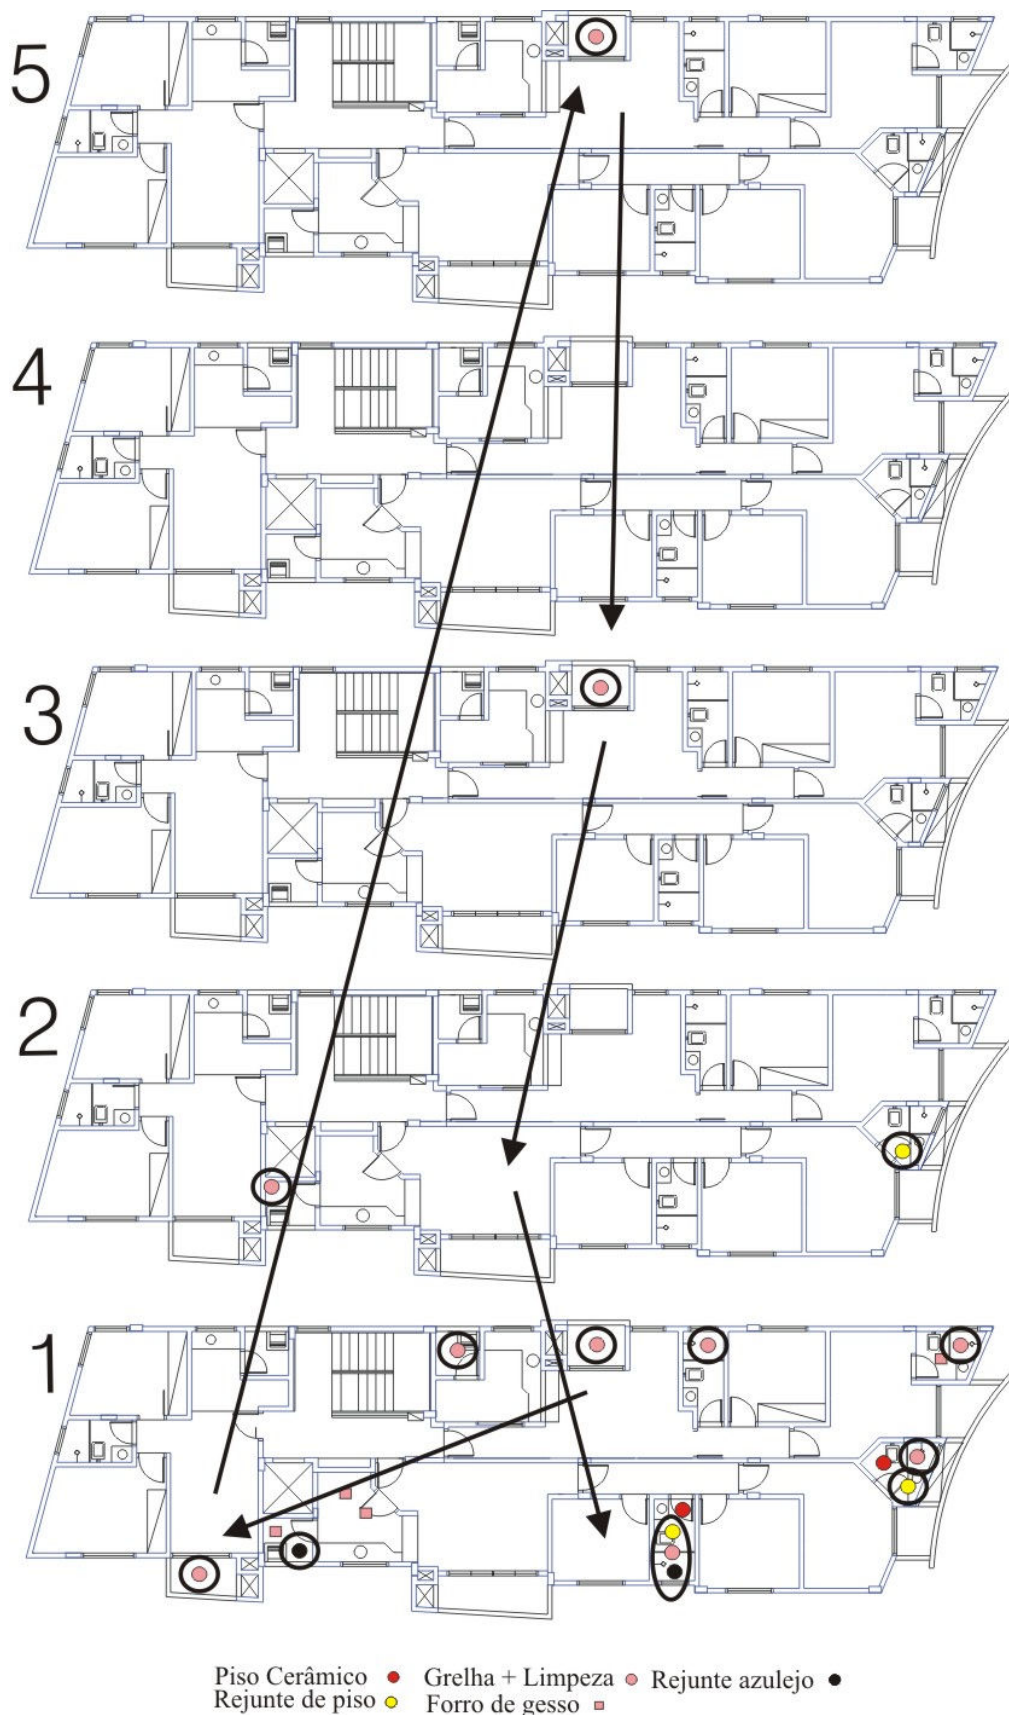 5
4
3
2
1
Piso Cerâmico Grelha + Limpeza Rejunte azulejo
Rejunte de piso Forro de gesso